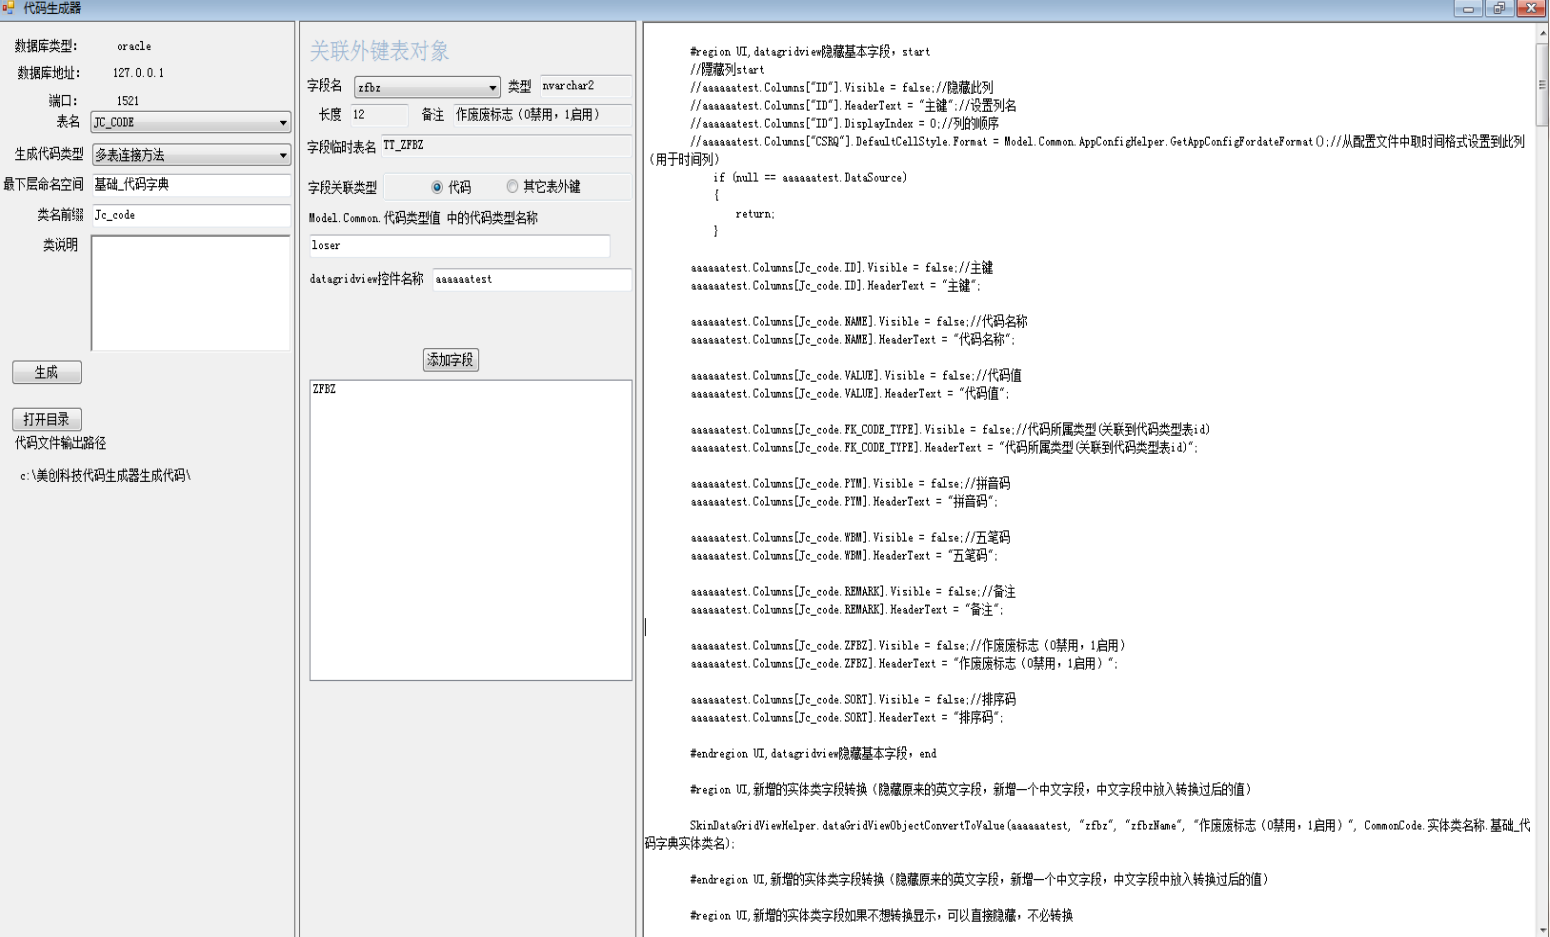 代码生成器
数据库类型: oracle
数据库地址: 127.0.0.1
端口: 1521
表名 JC_CODE
生成代码类型 多表连接方法
最下层命名空间 基础_代码字典
类名前缀 Jc_code
类说明
生成
打开目录
代码文件输出路径
c:\美创科技代码生成器生成代码\
关联外键表对象
字段名 zfbz 类型 nvarchar2
长度 12 备注 作废废标志（0禁用，1启用）
字段临时表名 TT_ZFBZ
字段关联类型 代码 其它表外键
Model.Common.代码类型值 中的代码类型名称
loser
datagridview控件名称 aaaaaatest
添加字段
ZFBZ
#region UI,datagridview隐藏基本字段，start
//隐藏列start
//aaaaaatest.Columns["ID"].Visible = false;//隐藏此列
//aaaaaatest.Columns["ID"].HeaderText = "主键";//设置列名
//aaaaaatest.Columns["ID"].DisplayIndex = 0;//列的顺序
//aaaaaatest.Columns["CSRQ"].DefaultCellStyle.Format = Model.Common.AppConfigHelper.GetAppConfigFordateFormat();//从配置文件中取时间格式设置到此列
（用于时间列）
if (null == aaaaaatest.DataSource)
{
return;
}
aaaaaatest.Columns[Jc_code.ID].Visible = false;//主键
aaaaaatest.Columns[Jc_code.ID].HeaderText = "主键";
aaaaaatest.Columns[Jc_code.NAME].Visible = false;//代码名称
aaaaaatest.Columns[Jc_code.NAME].HeaderText = "代码名称";
aaaaaatest.Columns[Jc_code.VALUE].Visible = false;//代码值
aaaaaatest.Columns[Jc_code.VALUE].HeaderText = "代码值";
aaaaaatest.Columns[Jc_code.FK_CODE_TYPE].Visible = false;//代码所属类型(关联到代码类型表id)
aaaaaatest.Columns[Jc_code.FK_CODE_TYPE].HeaderText = "代码所属类型(关联到代码类型表id)";
aaaaaatest.Columns[Jc_code.PYM].Visible = false;//拼音码
aaaaaatest.Columns[Jc_code.PYM].HeaderText = "拼音码";
aaaaaatest.Columns[Jc_code.WBM].Visible = false;//五笔码
aaaaaatest.Columns[Jc_code.WBM].HeaderText = "五笔码";
aaaaaatest.Columns[Jc_code.REMARK].Visible = false;//备注
aaaaaatest.Columns[Jc_code.REMARK].HeaderText = "备注";
aaaaaatest.Columns[Jc_code.ZFBZ].Visible = false;//作废废标志（0禁用，1启用）
aaaaaatest.Columns[Jc_code.ZFBZ].HeaderText = "作废废标志（0禁用，1启用）";
aaaaaatest.Columns[Jc_code.SORT].Visible = false;//排序码
aaaaaatest.Columns[Jc_code.SORT].HeaderText = "排序码";
#endregion UI,datagridview隐藏基本字段，end
#region UI,新增的实体类字段转换（隐藏原来的英文字段，新增一个中文字段，中文字段中放入转换过后的值）
SkinDataGridViewHelper.dataGridViewObjectConvertToValue(aaaaaatest, "zfbz", "zfbzName", "作废废标志（0禁用，1启用）", CommonCode.实体类名称.基础_代
码字典实体类名);
#endregion UI,新增的实体类字段转换（隐藏原来的英文字段，新增一个中文字段，中文字段中放入转换过后的值）
#region UI,新增的实体类字段如果不想转换显示，可以直接隐藏，不必转换